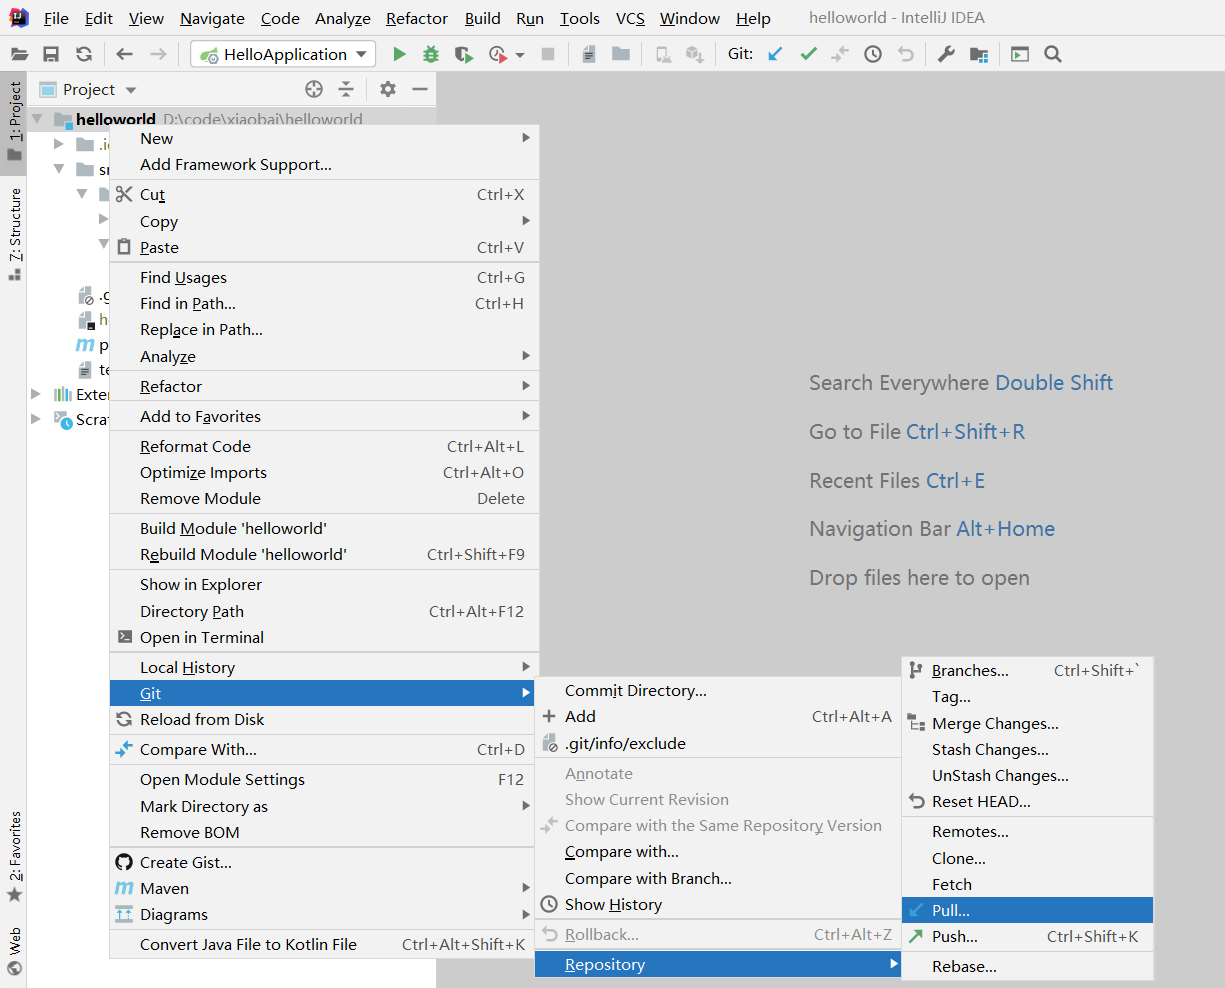 File Edit View Navigate Code Analyze Refactor Build Run Tools VCS Window Help helloworld - IntelliJ IDEA
HelloApplication Git:
Project
1: Project
7: Structure
2: Favorites
Web
helloworld D:\code\xiaobai\helloworld
New
Add Framework Support...
Cut Ctrl+X
Copy
Paste Ctrl+V
Find Usages Ctrl+G
Find in Path... Ctrl+H
Replace in Path...
Analyze
Refactor
Add to Favorites
Reformat Code Ctrl+Alt+L
Optimize Imports Ctrl+Alt+O
Remove Module Delete
Build Module 'helloworld'
Rebuild Module 'helloworld' Ctrl+Shift+F9
Show in Explorer
Directory Path Ctrl+Alt+F12
Open in Terminal
Local History
Git
Reload from Disk
Compare With... Ctrl+D
Open Module Settings F12
Mark Directory as
Remove BOM
Create Gist...
Maven
Diagrams
Convert Java File to Kotlin File Ctrl+Alt+Shift+K
Search Everywhere Double Shift
Go to File Ctrl+Shift+R
Recent Files Ctrl+E
Navigation Bar Alt+Home
Drop files here to open
Commit Directory...
Add Ctrl+Alt+A
.git/info/exclude
Annotate
Show Current Revision
Compare with the Same Repository Version
Compare with...
Compare with Branch...
Show History
Rollback... Ctrl+Alt+Z
Repository
Branches... Ctrl+Shift+`
Tag...
Merge Changes...
Stash Changes...
UnStash Changes...
Reset HEAD...
Remotes...
Clone...
Fetch
Pull...
Push... Ctrl+Shift+K
Rebase...